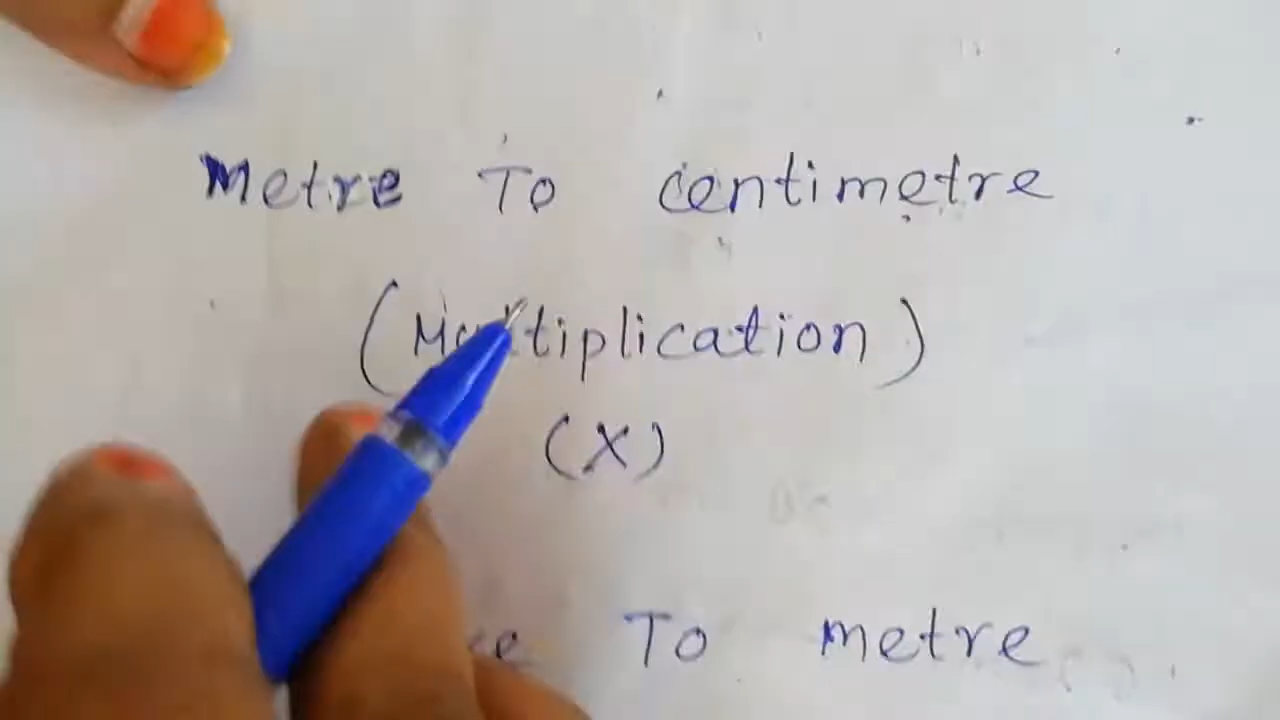 Metre To centimetre
(Multiplication)
(X)
To metre